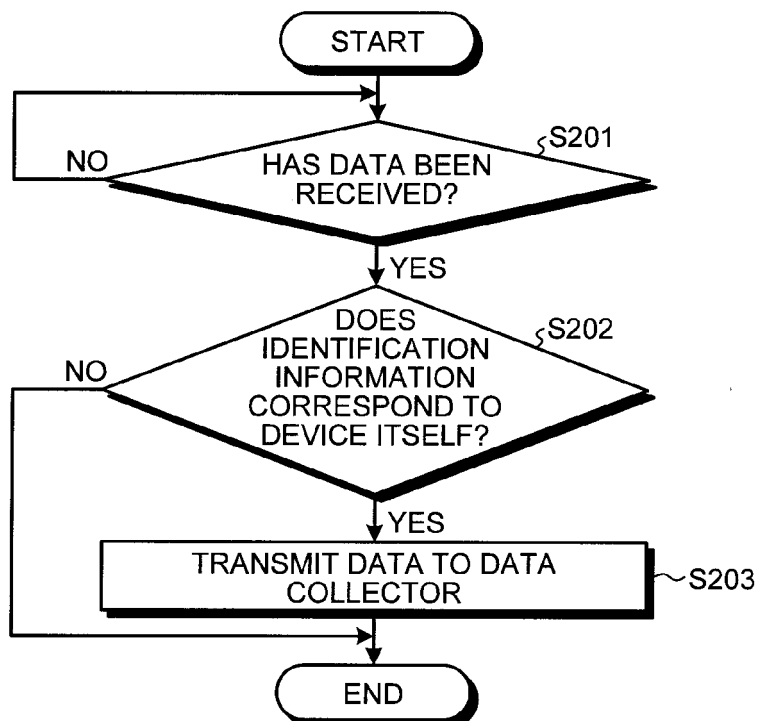 START
S201
NO
HAS DATA BEEN
RECEIVED?
YES
S202
DOES
IDENTIFICATION
INFORMATION
CORRESPOND TO
DEVICE ITSELF?
NO
YES
TRANSMIT DATA TO DATA
COLLECTOR
S203
END